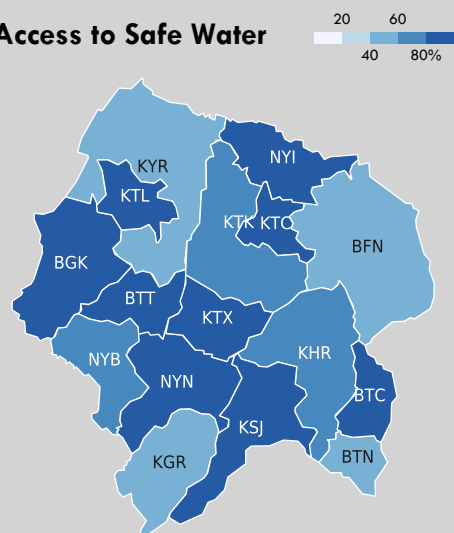 Access to Safe Water
20 60
40 80%
NYI
KYR
KTL
KTK KTC
BFN
BGK
BTT
KTX
KHR
NYB
NYN
BTC
KSJ
BTN
KGR